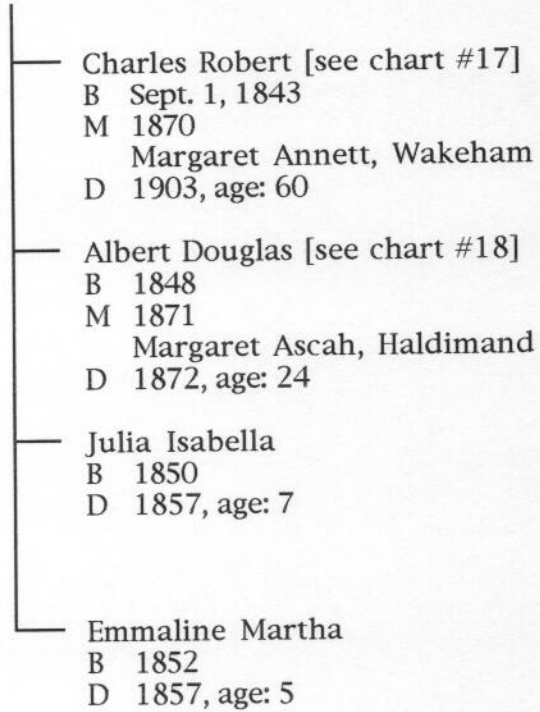 Charles Robert [see chart #17]
B Sept. 1, 1843
M 1870
Margaret Annett, Wakeham
D 1903, age: 60
Albert Douglas [see chart #18]
B 1848
M 1871
Margaret Ascah, Haldimand
D 1872, age: 24
Julia Isabella
B 1850
D 1857, age: 7
Emmaline Martha
B 1852
D 1857, age: 5